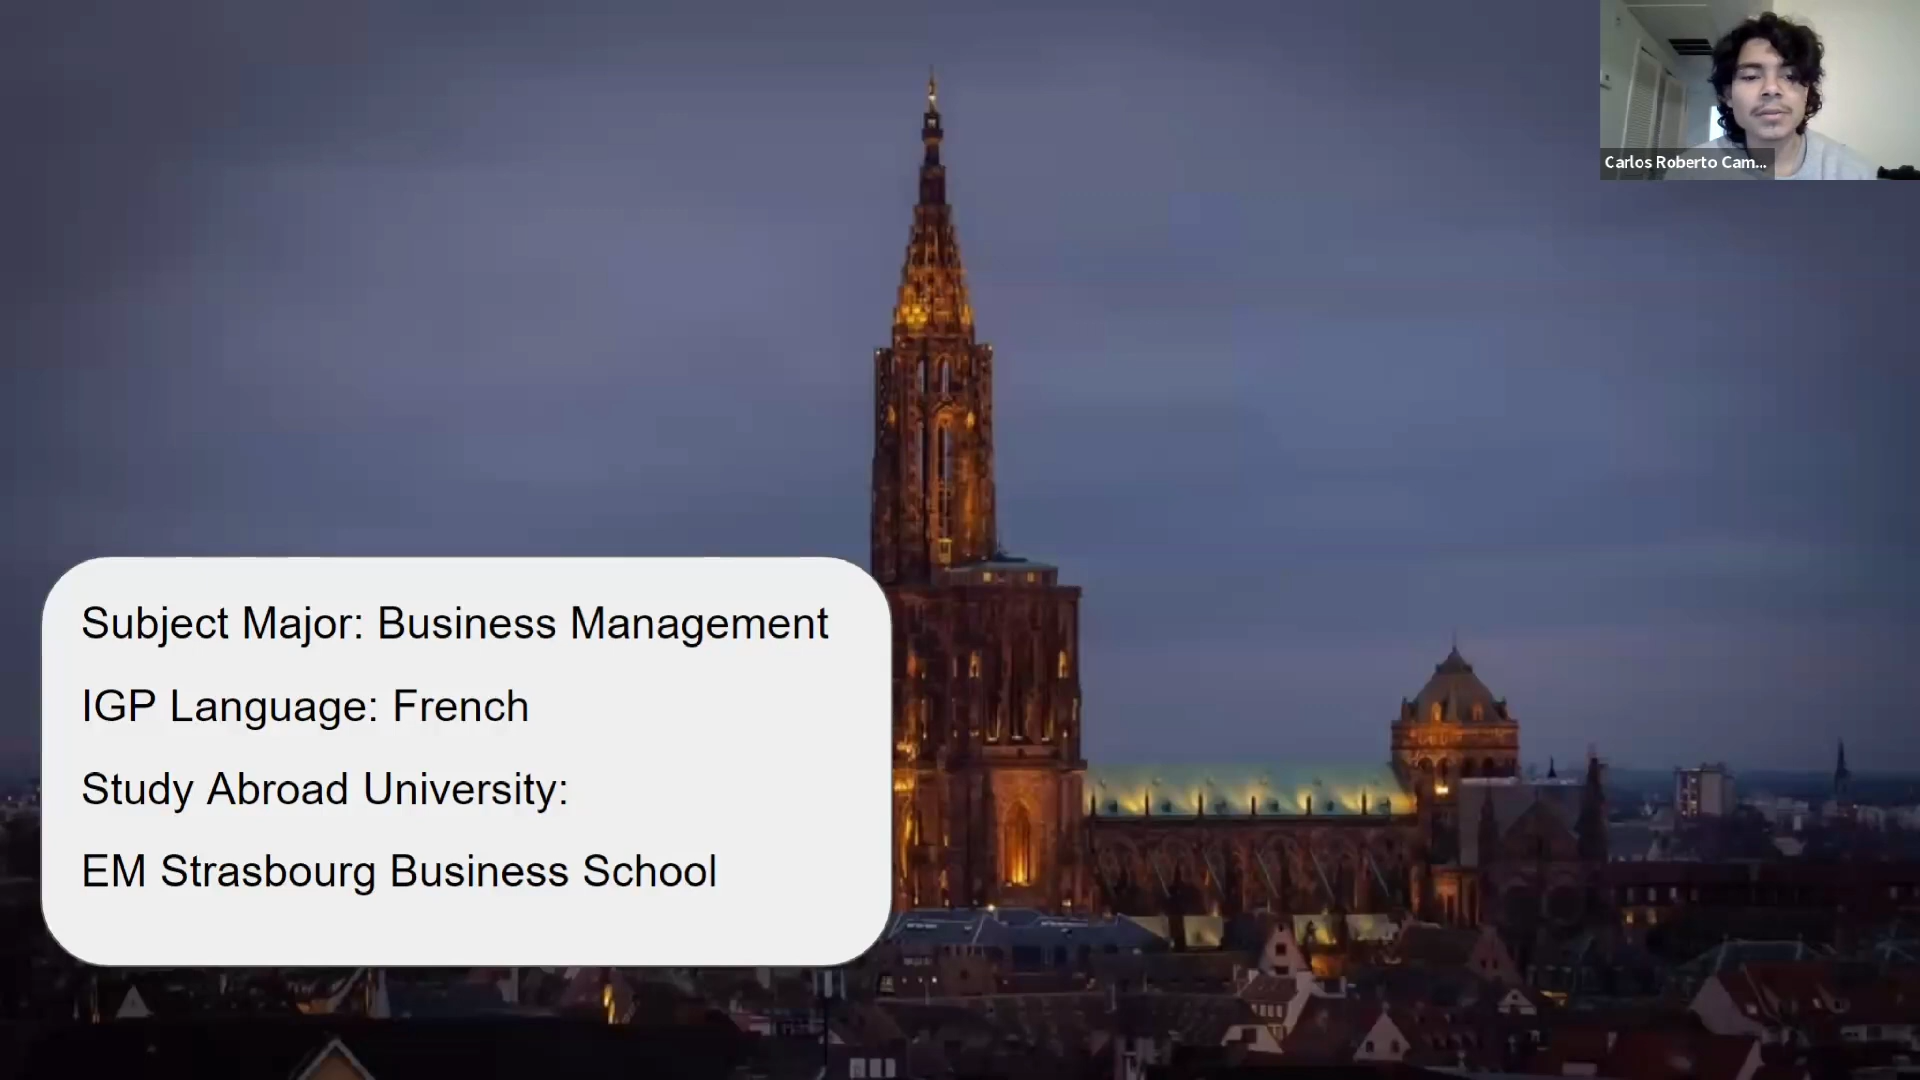 Carlos Roberto Cam...
Subject Major: Business Management
IGP Language: French
Study Abroad University:
EM Strasbourg Business School